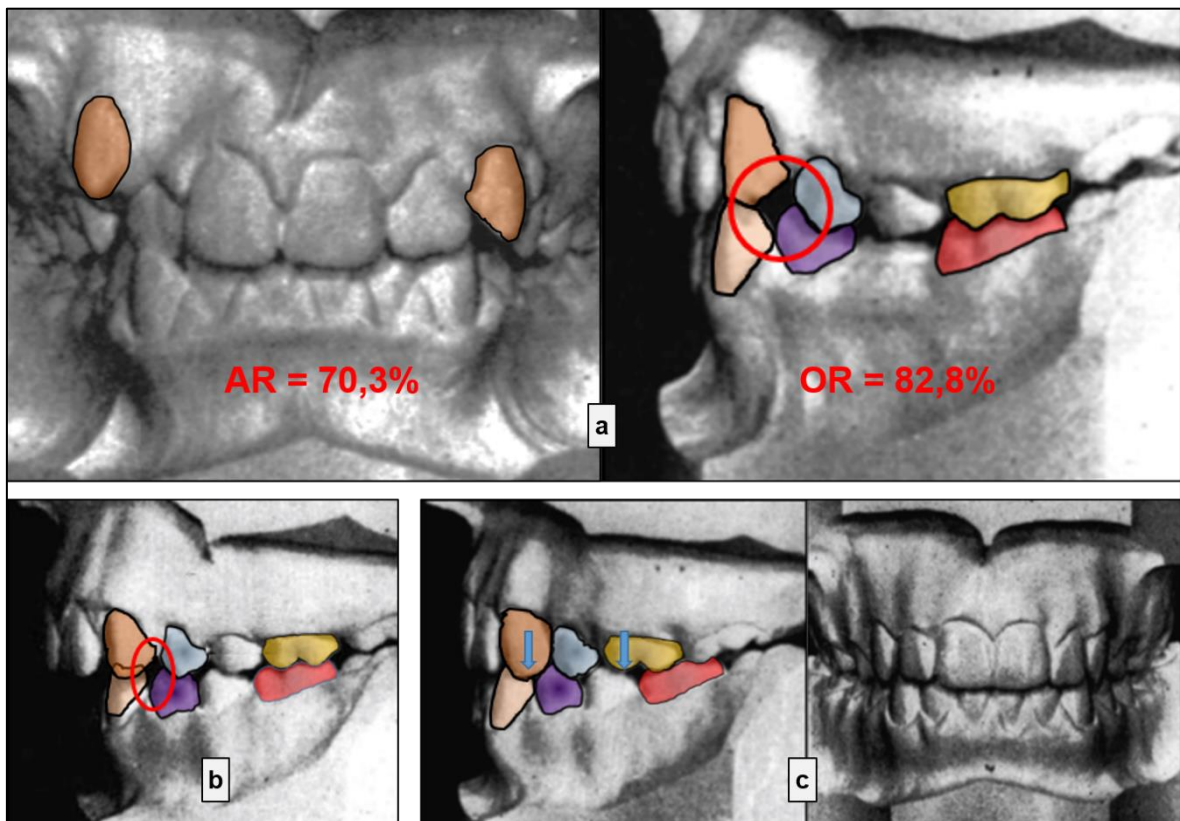 AR = 70,3%
OR = 82,8%
a
b
c